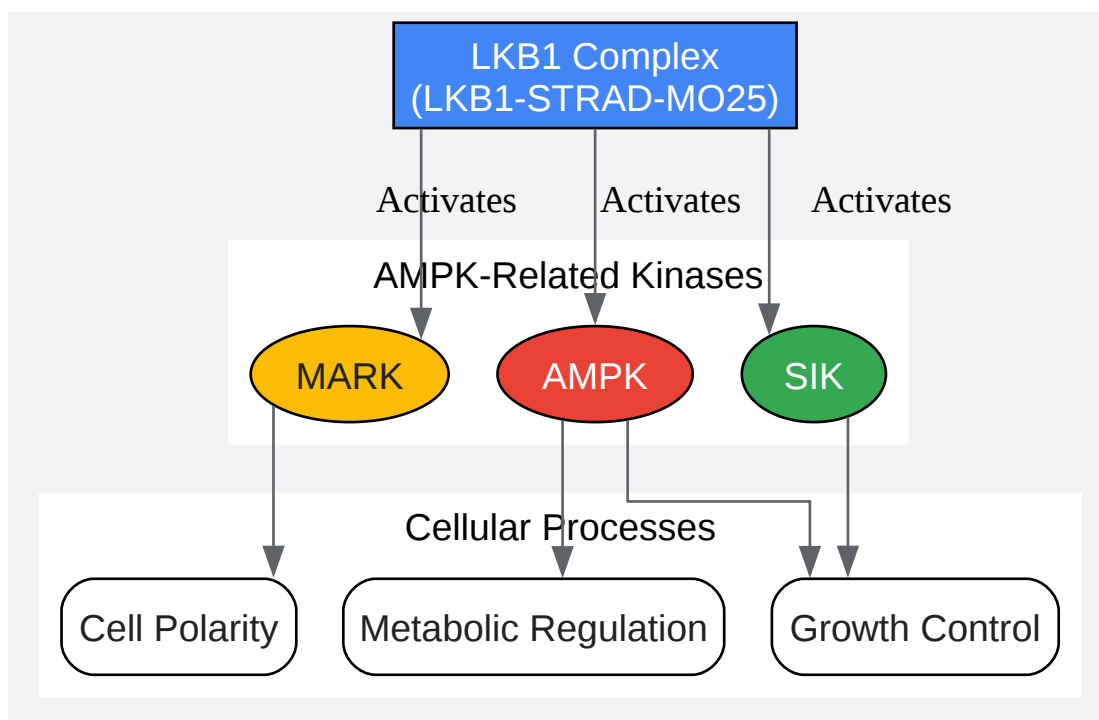 LKB1 Complex
(LKB1-STRAD-MO25)
Activates
Activates
Activates
AMPK-Related Kinases
MARK
AMPK
SIK
Cellular Processes
Cell Polarity
Metabolic Regulation
Growth Control